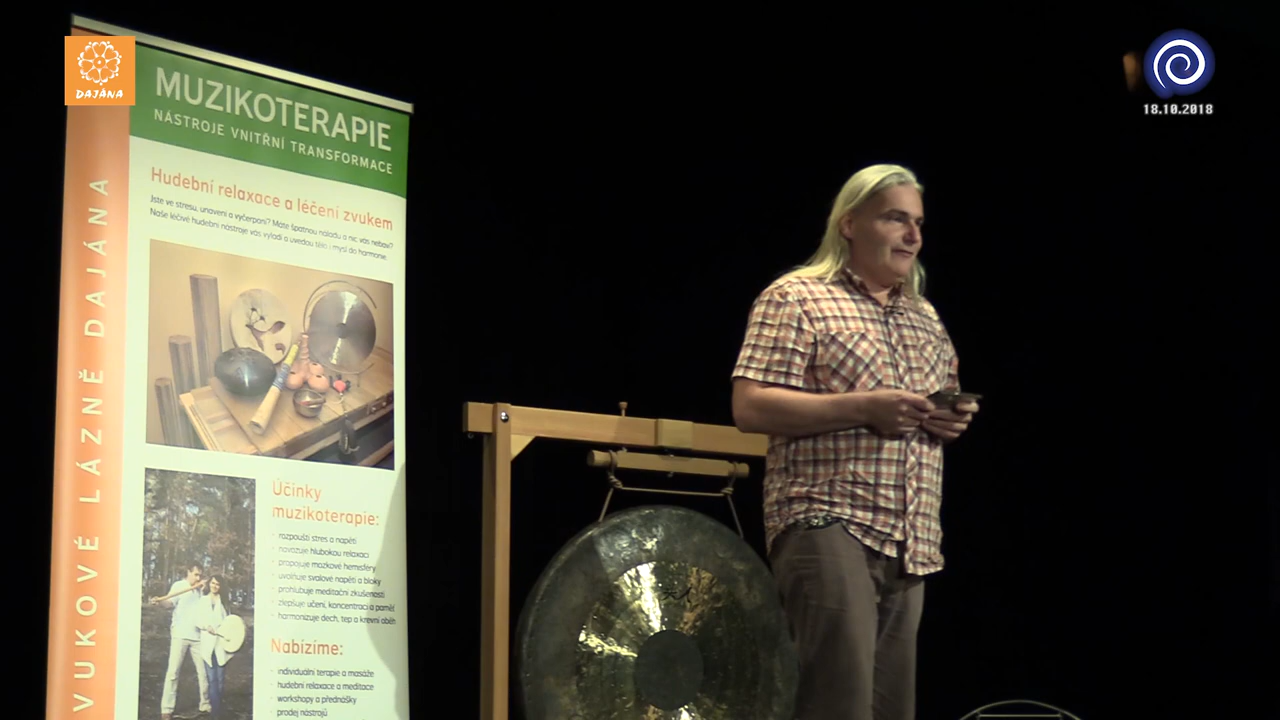 DAJÁNA
18.10.2018
MUZIKOTERAPIE
NÁSTROJE VNITŘNÍ TRANSFORMACE
VUKOVÉ LÁZNĚ DAJÁNA
Hudební relaxace a léčení zvukem
Jste ve stresu, unaveni a vyčerpaní? Máte špatnou náladu a nic vás nebaví?
Naše léčivé hudební nástroje vás vyladí a uvedou tělo i mysl do harmonie.
Účinky
muzikoterapie:
- rozpouští stres a napětí
- navozuje hlubokou relaxaci
- propojuje mozkové hemisféry
- uvolňuje svalové napětí a bloky
- prohlubuje meditační zkušenosti
- zlepšuje učení, koncentraci a paměť
- harmonizuje dech, tep a krevní oběh
Nabízíme:
- individuální terapie a masáže
- hudební relaxace a meditace
- workshopy a přednášky
- prodej nástrojů